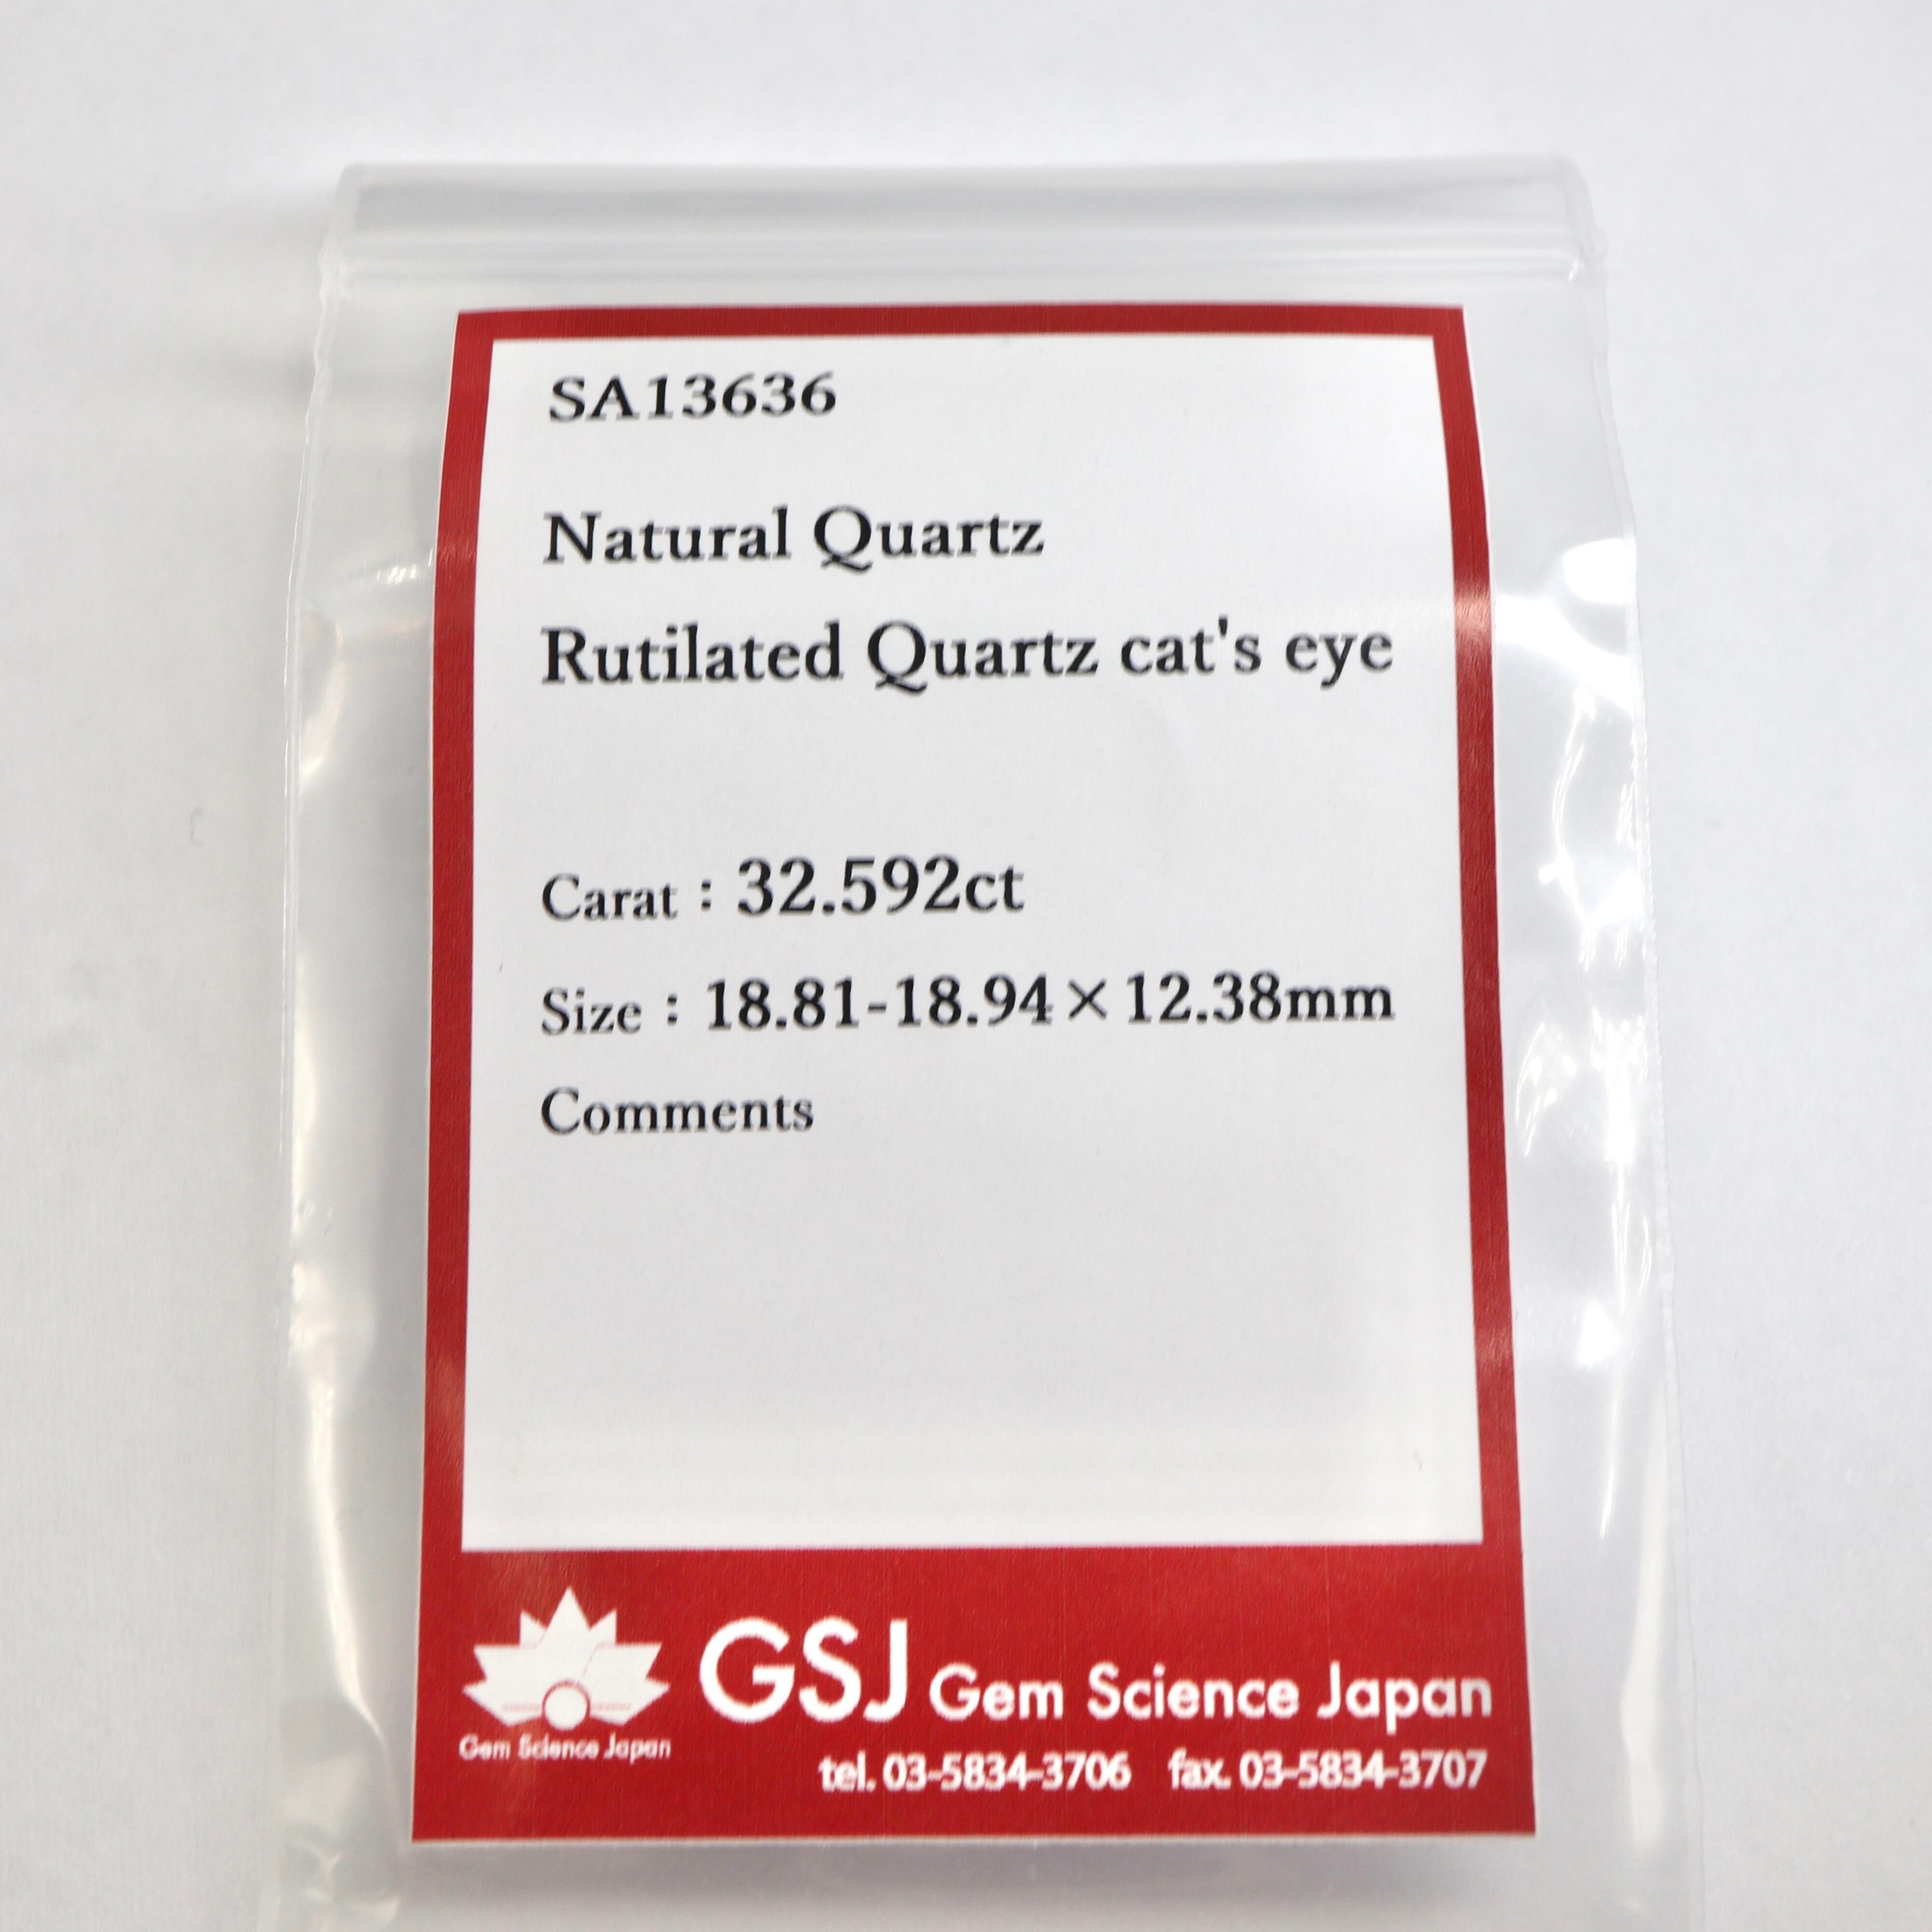 SA13636
Natural Quartz
Rutilated Quartz cat's eye
Carat : 32.592ct
Size : 18.81-18.94×12.38mm
Comments
GSJ Gem Science Japan
Gem Science Japan
tel. 03-5834-3706 fax. 03-5834-3707